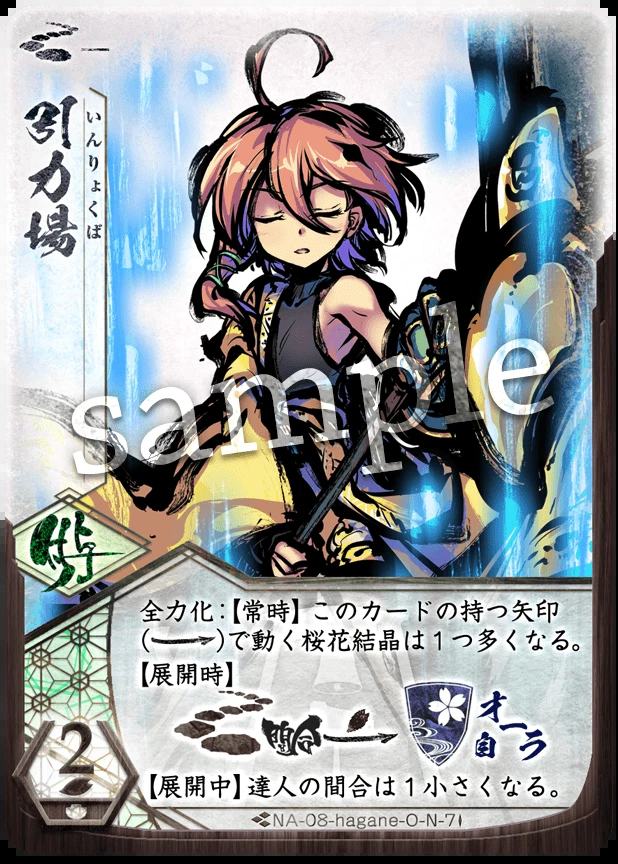 引力場
いんりょくば
sample
付与
全力化：【常時】このカードの持つ矢印
(→)で動く桜花結晶は１つ多くなる。
【展開時】
間合 → 自オーラ
2
【展開中】達人の間合は１小さくなる。
NA-08-hagane-O-N-7